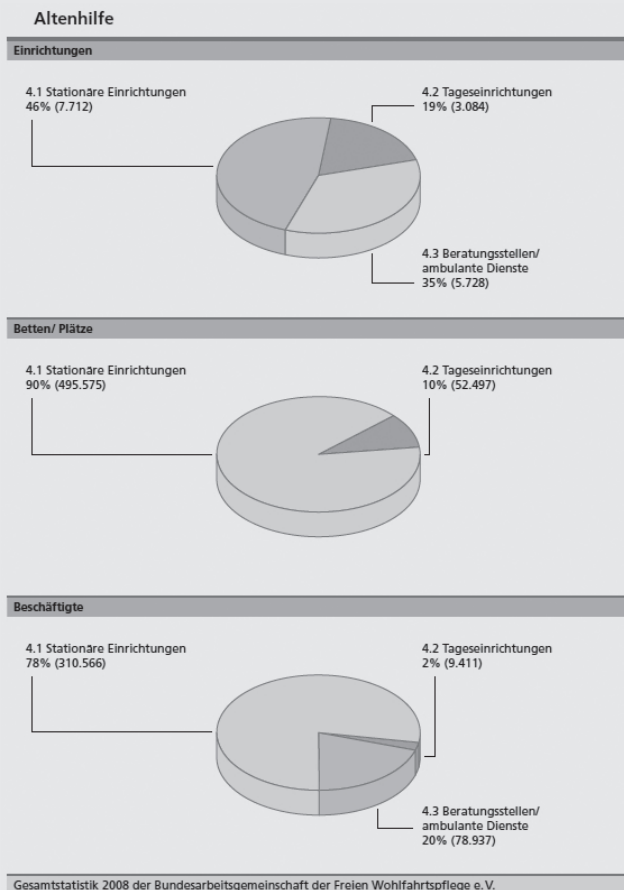 Altenhilfe
Einrichtungen
4.1 Stationäre Einrichtungen
46% (7.712)
4.2 Tageseinrichtungen
19% (3.084)
4.3 Beratungsstellen/
ambulante Dienste
35% (5.728)
Betten/ Plätze
4.1 Stationäre Einrichtungen
90% (495.575)
4.2 Tageseinrichtungen
10% (52.497)
Beschäftigte
4.1 Stationäre Einrichtungen
78% (310.566)
4.2 Tageseinrichtungen
2% (9.411)
4.3 Beratungsstellen/
ambulante Dienste
20% (78.937)
Gesamtstatistik 2008 der Bundesarbeitsgemeinschaft der Freien Wohlfahrtspflege e.V.